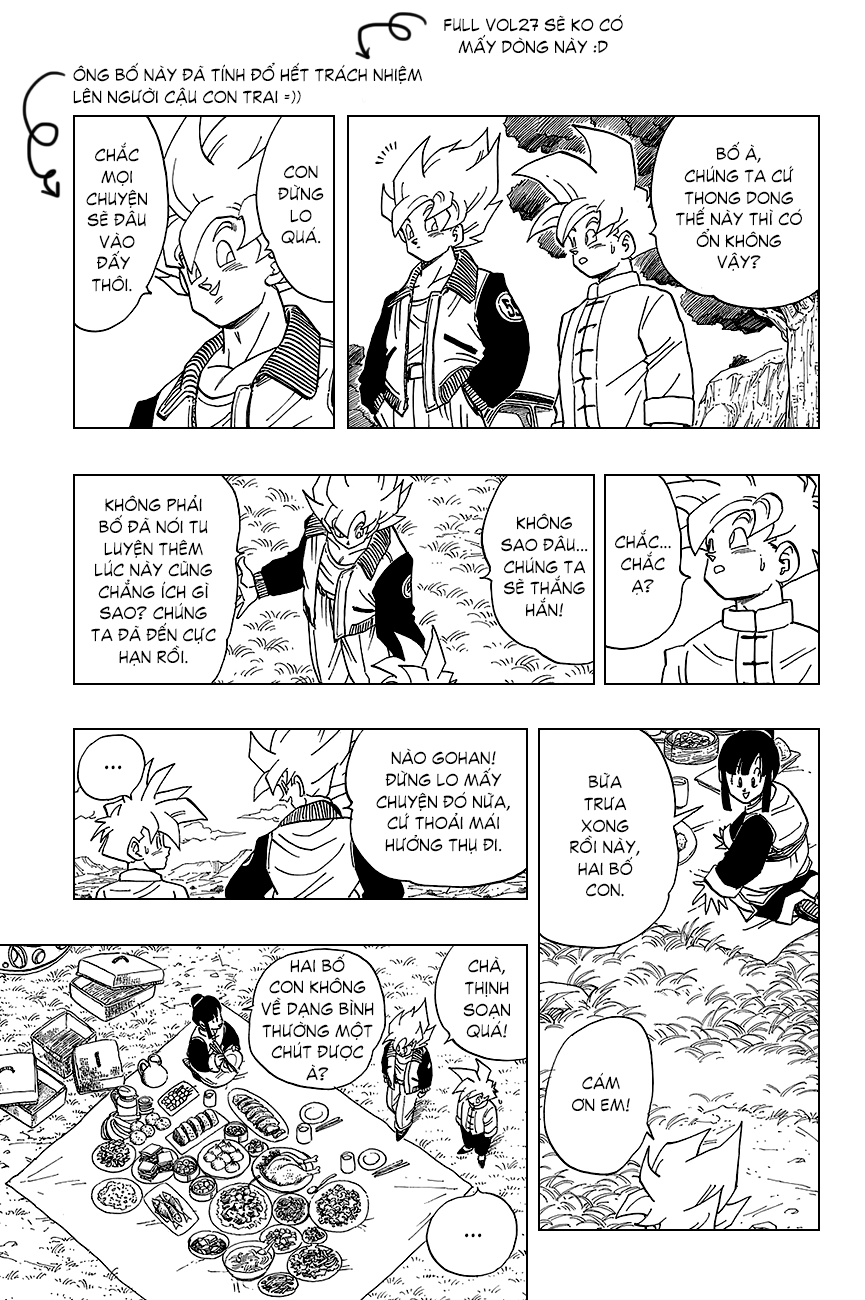 FULL VOL27 SẼ KO CÓ
MẤY DÒNG NÀY :D
ÔNG BỐ NÀY ĐÃ TÍNH ĐỔ HẾT TRÁCH NHIỆM
LÊN NGƯỜI CẬU CON TRAI =))
BỐ À,
CHÚNG TA CỨ
THONG DONG
THẾ NÀY THÌ CÓ
ỔN KHÔNG
VẬY?
CON
ĐỪNG
LO
QUÁ.
CHẮC
MỌI
CHUYỆN
SẼ ĐÂU
VÀO
ĐẤY
THÔI.
CHẮC...
CHẮC
Ạ?
KHÔNG
SAO ĐÂU...
CHÚNG TA
SẼ THẮNG
HẲN!
KHÔNG PHẢI
BỐ ĐÃ NÓI TU
LUYỆN THÊM
LÚC NÀY CŨNG
CHẲNG ÍCH GÌ
SAO? CHÚNG
TA ĐÃ ĐẾN CỰC
HẠN RỒI.
BỮA
TRƯA
XONG
RỒI NÀY,
HAI BỐ
CON.
CÁM
ƠN EM!
NÀO GOHAN!
ĐỪNG LO MẤY
CHUYỆN ĐÓ NỮA,
CỨ THOẢI MÁI
HƯỞNG THỤ ĐI.
...
CHÀ,
THỊNH
SOẠN
QUÁ!
HAI BỐ
CON KHÔNG
VỀ DẠNG BÌNH
THƯỜNG MỘT
CHÚT ĐƯỢC
À?
...